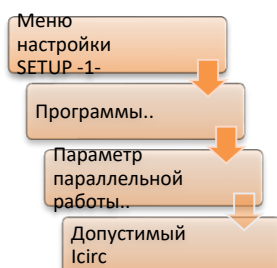 Меню
настройки
SETUP -1-
Программы..
Параметр
параллельной
работы..
Допустимый
Icirc